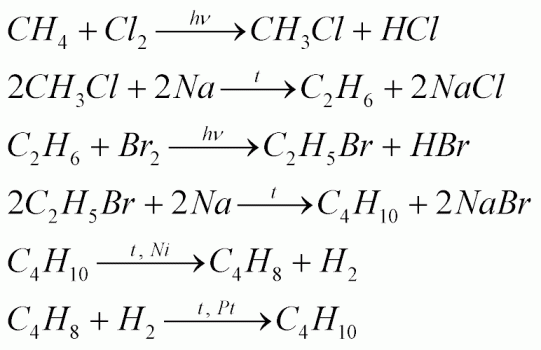 CH₄ + Cl₂ —hν→ CH₃Cl + HCl
2CH₃Cl + 2Na —t→ C₂H₆ + 2NaCl
C₂H₆ + Br₂ —hν→ C₂H₅Br + HBr
2C₂H₅Br + 2Na —t→ C₄H₁₀ + 2NaBr
C₄H₁₀ —t, Ni→ C₄H₈ + H₂
C₄H₈ + H₂ —t, Pt→ C₄H₁₀